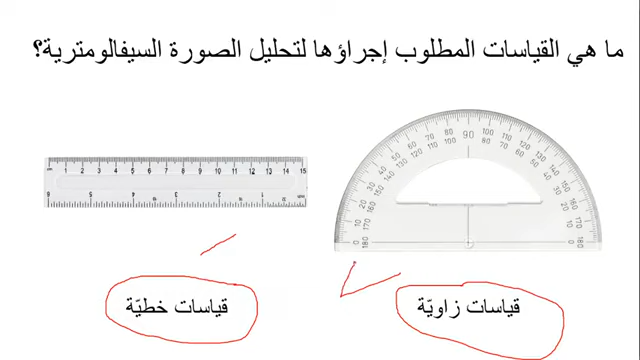 ما هي القياسات المطلوب إجراؤها لتحليل الصورة السيفالومترية؟
قياسات زاويّة
قياسات خطيّة